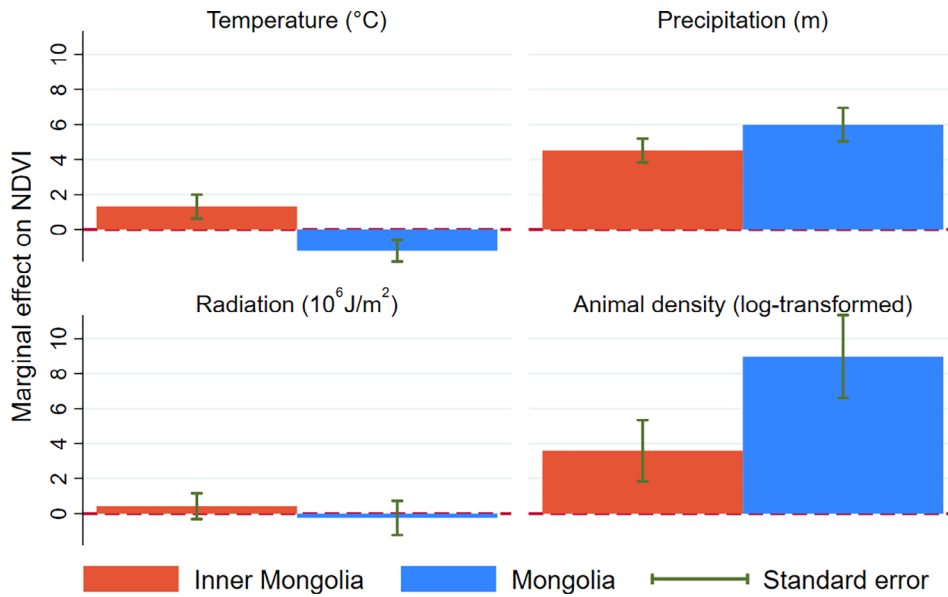 Temperature (°C)
Precipitation (m)
10
8
6
4
2
0
Radiation (10⁶J/m²)
Animal density (log-transformed)
10
8
6
4
2
0
Marginal effect on NDVI
Inner Mongolia
Mongolia
Standard error